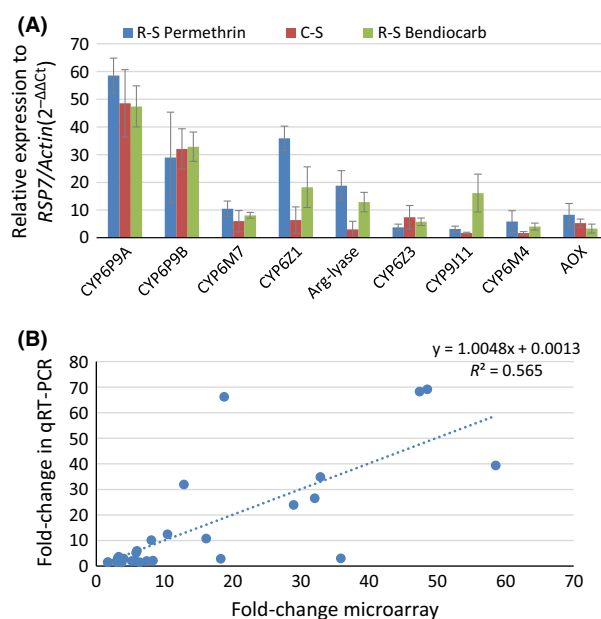 (A)
R-S Permethrin C-S R-S Bendiocarb
Relative expression to
RSP7//Actin(2−ΔΔCt)
70
60
50
40
30
20
10
0
CYP6P9A CYP6P9B CYP6M7 CYP6Z1 Arg-lyase CYP6Z3 CYP9J11 CYP6M4 AOX
(B)
y = 1.0048x + 0.0013
R² = 0.565
Fold-change in qRT-PCR
80
70
60
50
40
30
20
10
0
0 10 20 30 40 50 60 70
Fold-change microarray